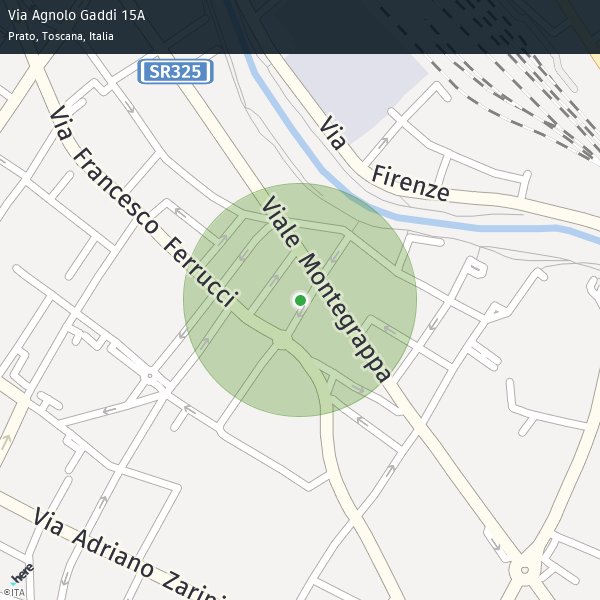 Via Agnolo Gaddi 15A
Prato, Toscana, Italia
SR325
Via Francesco Ferrucci
Via Firenze
Viale Montegrappa
Via Adriano Zarini
here
©ITA